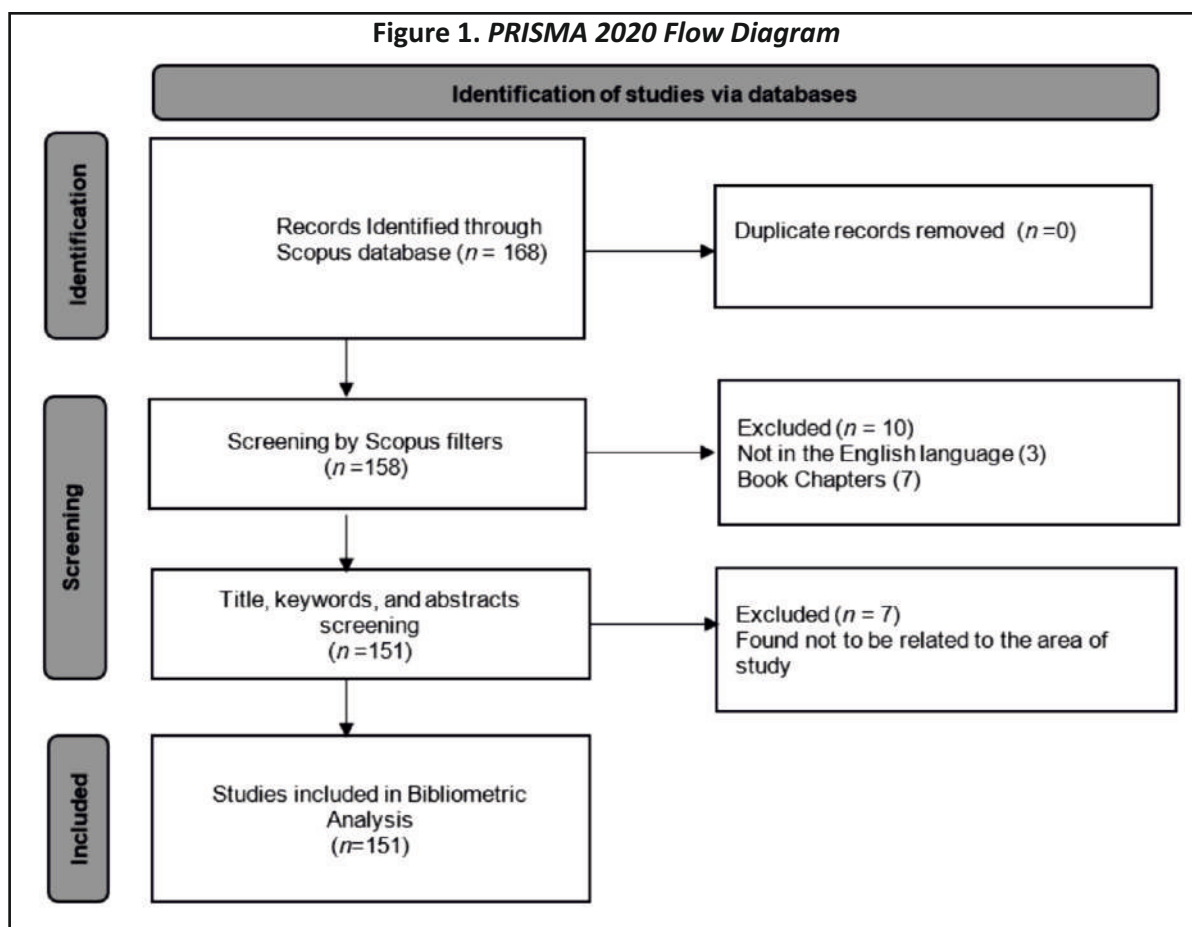 Figure 1. PRISMA 2020 Flow Diagram
Identification of studies via databases
Identification
Records Identified through
Scopus database (n = 168)
Duplicate records removed (n =0)
Screening
Screening by Scopus filters
(n =158)
Excluded (n = 10)
Not in the English language (3)
Book Chapters (7)
Title, keywords, and abstracts
screening
(n =151)
Excluded (n = 7)
Found not to be related to the area of
study
Included
Studies included in Bibliometric
Analysis
(n=151)